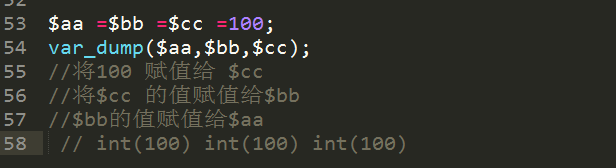 53 $aa =$bb =$cc =100;
54 var_dump($aa,$bb,$cc);
55 //将100 赋值给 $cc
56 //将$cc 的值赋值给$bb
57 //$bb的值赋值给$aa
58 // int(100) int(100) int(100)